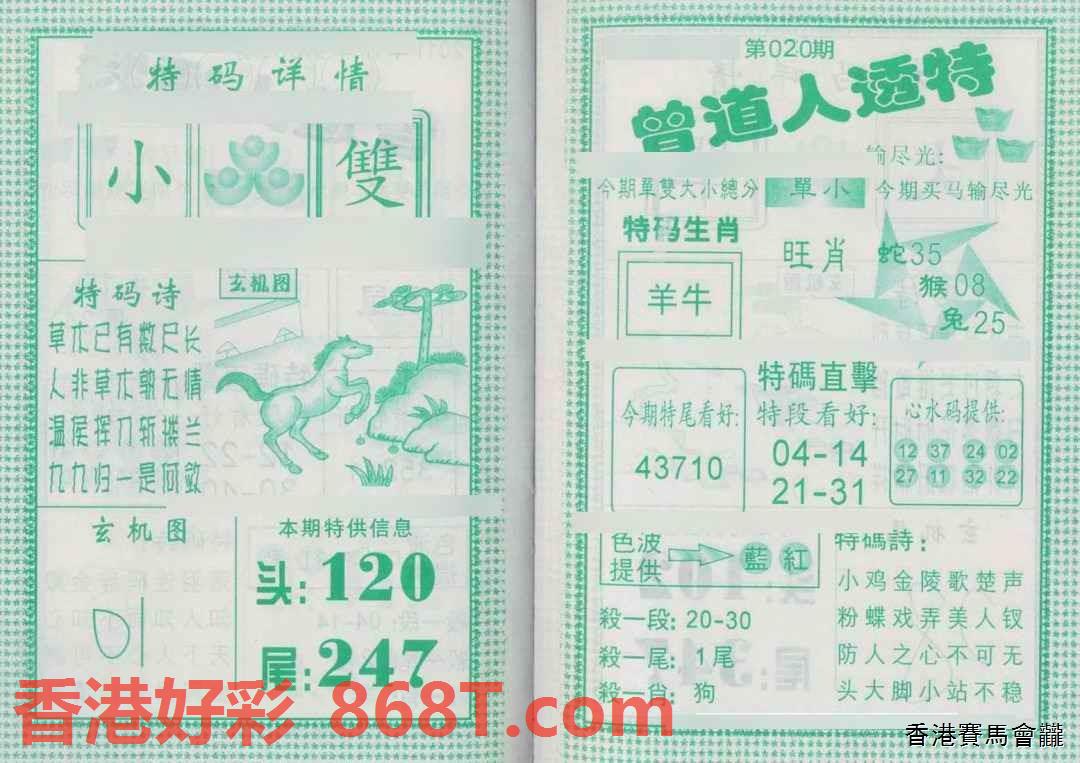 特码详情
小 雙
特码诗
草木已有数尺长
人非草木翦无情
温侯挥刀斩搂兰
九九归一是何数
玄机图
玄机图
本期特供信息
头:120
尾:247
第020期
曾道人透特
输尽光:
今期單雙大小總分 單小 今期买马输尽光
特码生肖
羊牛
旺肖
蛇35
猴08
兔25
今期特尾看好:
43710
特碼直擊
特段看好:
04-14
21-31
心水码提供:
12 37 24 02
27 11 32 22
色波
提供
藍 紅
殺一段: 20-30
殺一尾: 1尾
殺一肖: 狗
特碼詩:
小鸡金陵歌楚声
粉蝶戏弄美人钗
防人之心不可无
头大脚小站不稳
香港好彩 868T.com
香港賽馬會